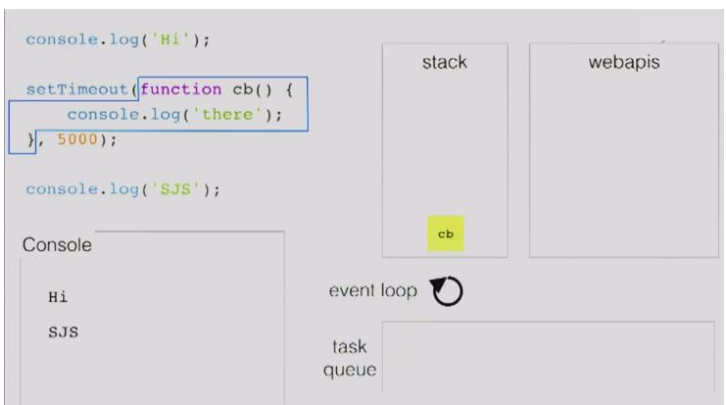 console.log('Hi');
setTimeout(function cb() {
    console.log('there');
}, 5000);
console.log('SJS');
Console
Hi
SJS
stack
webapis
cb
event loop
task
queue